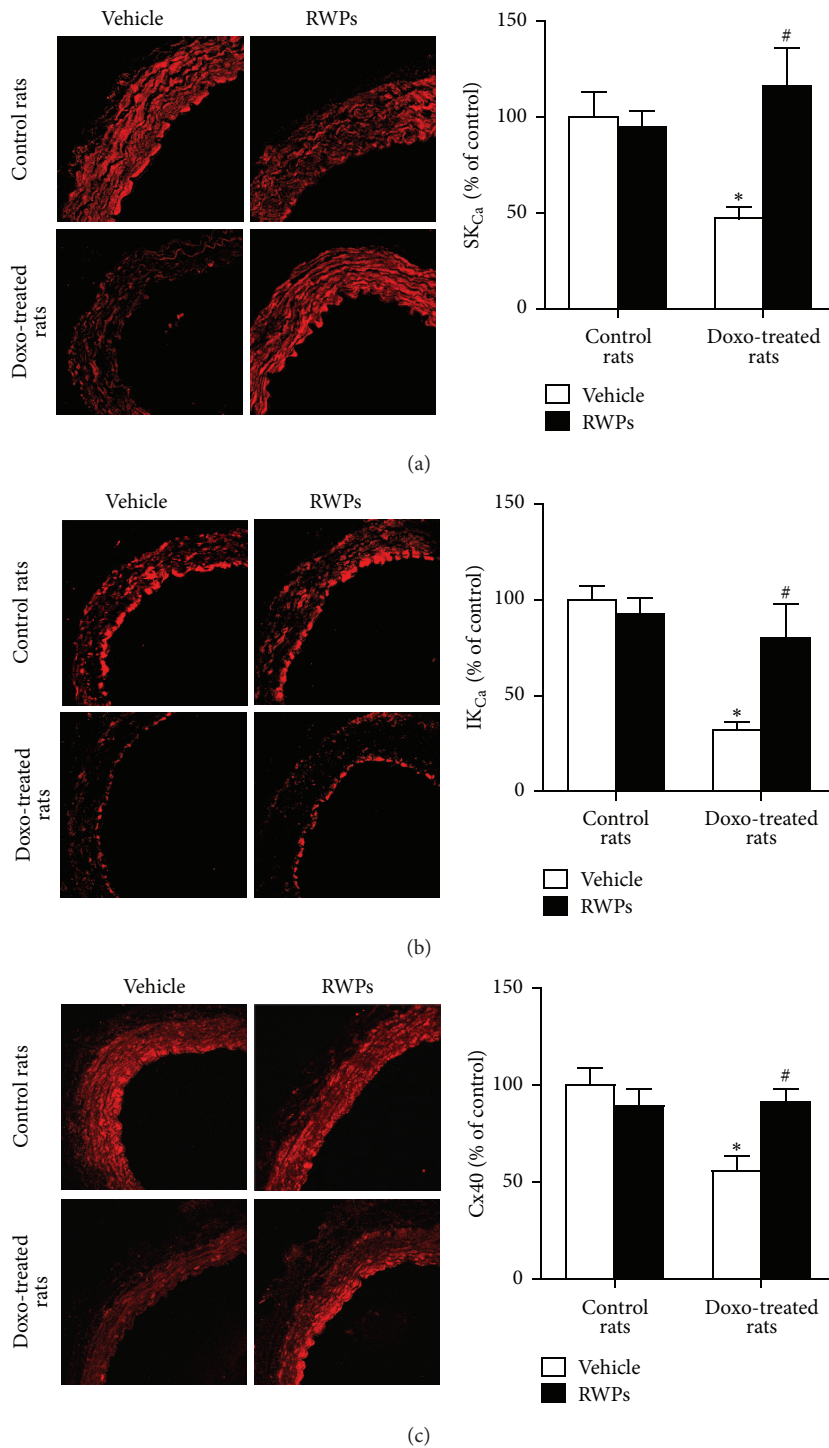 Vehicle RWPs
Control rats
Doxo-treated
rats
150
100
50
0
SK_Ca (% of control)
*
#
Control
rats
Doxo-treated
rats
Vehicle
RWPs
(a)
Vehicle RWPs
Control rats
Doxo-treated
rats
150
100
50
0
IK_Ca (% of control)
*
#
Control
rats
Doxo-treated
rats
Vehicle
RWPs
(b)
Vehicle RWPs
Control rats
Doxo-treated
rats
150
100
50
0
Cx40 (% of control)
*
#
Control
rats
Doxo-treated
rats
Vehicle
RWPs
(c)